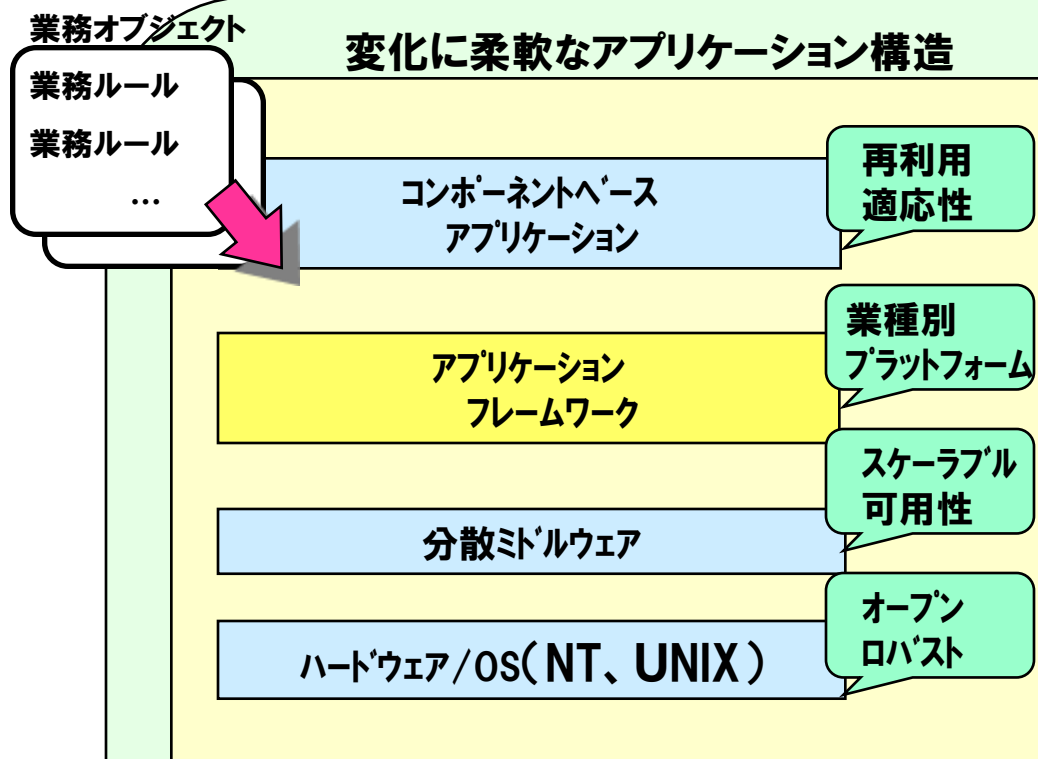 業務オブジェクト
変化に柔軟なアプリケーション構造
業務ルール
業務ルール
…
コンポーネントベース
アプリケーション
再利用
適応性
アプリケーション
フレームワーク
業種別
プラットフォーム
分散ミドルウェア
スケーラブル
可用性
ハードウェア/OS(NT、UNIX)
オープン
ロバスト